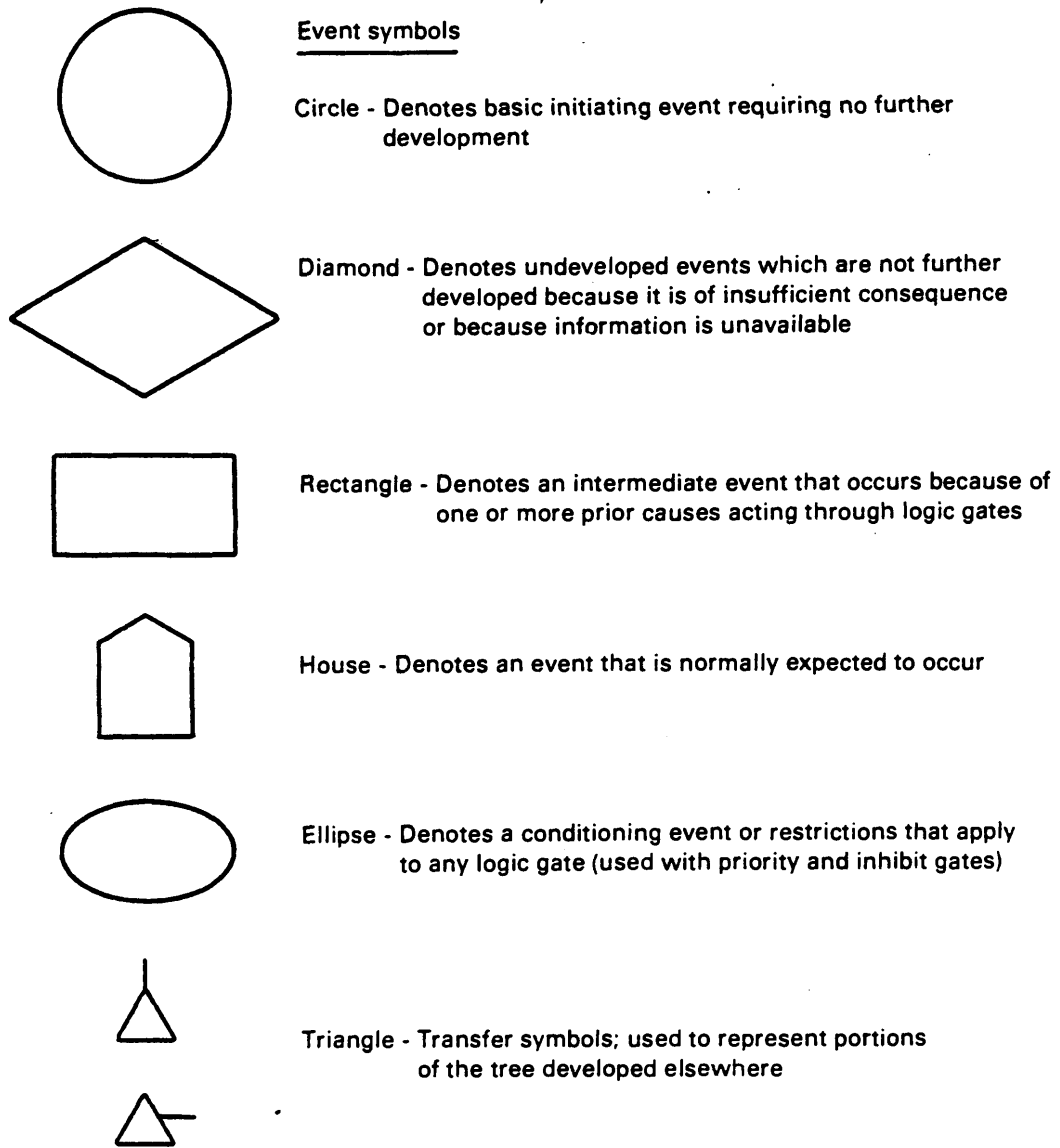 Event symbols
Circle - Denotes basic initiating event requiring no further
development
Diamond - Denotes undeveloped events which are not further
developed because it is of insufficient consequence
or because information is unavailable
Rectangle - Denotes an intermediate event that occurs because of
one or more prior causes acting through logic gates
House - Denotes an event that is normally expected to occur
Ellipse - Denotes a conditioning event or restrictions that apply
to any logic gate (used with priority and inhibit gates)
Triangle - Transfer symbols; used to represent portions
of the tree developed elsewhere